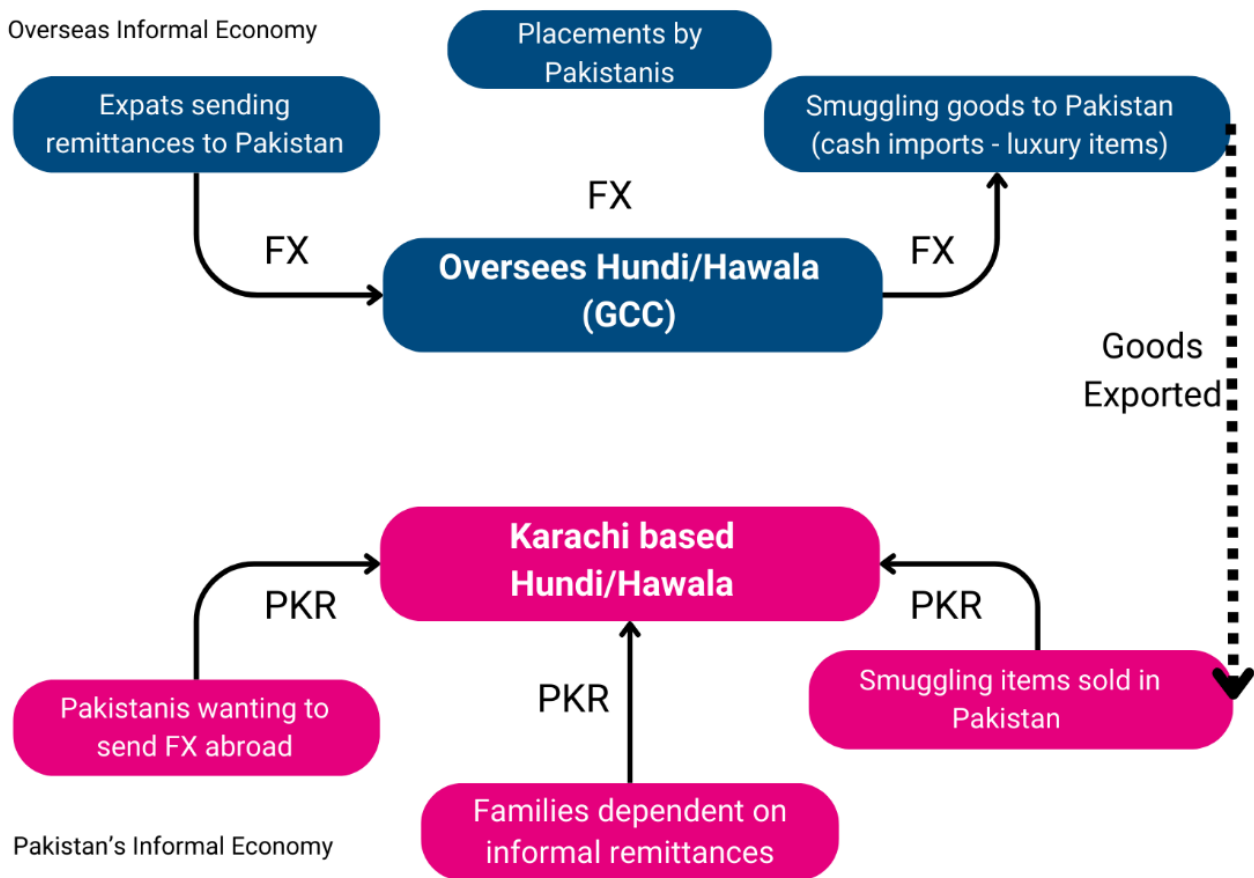 Overseas Informal Economy
Placements by
Pakistanis
Expats sending
remittances to Pakistan
Smuggling goods to Pakistan
(cash imports - luxury items)
FX
FX
FX
Oversees Hundi/Hawala
(GCC)
Goods
Exported
Karachi based
Hundi/Hawala
PKR
PKR
PKR
Pakistanis wanting to
send FX abroad
Smuggling items sold in
Pakistan
Families dependent on
informal remittances
Pakistan's Informal Economy